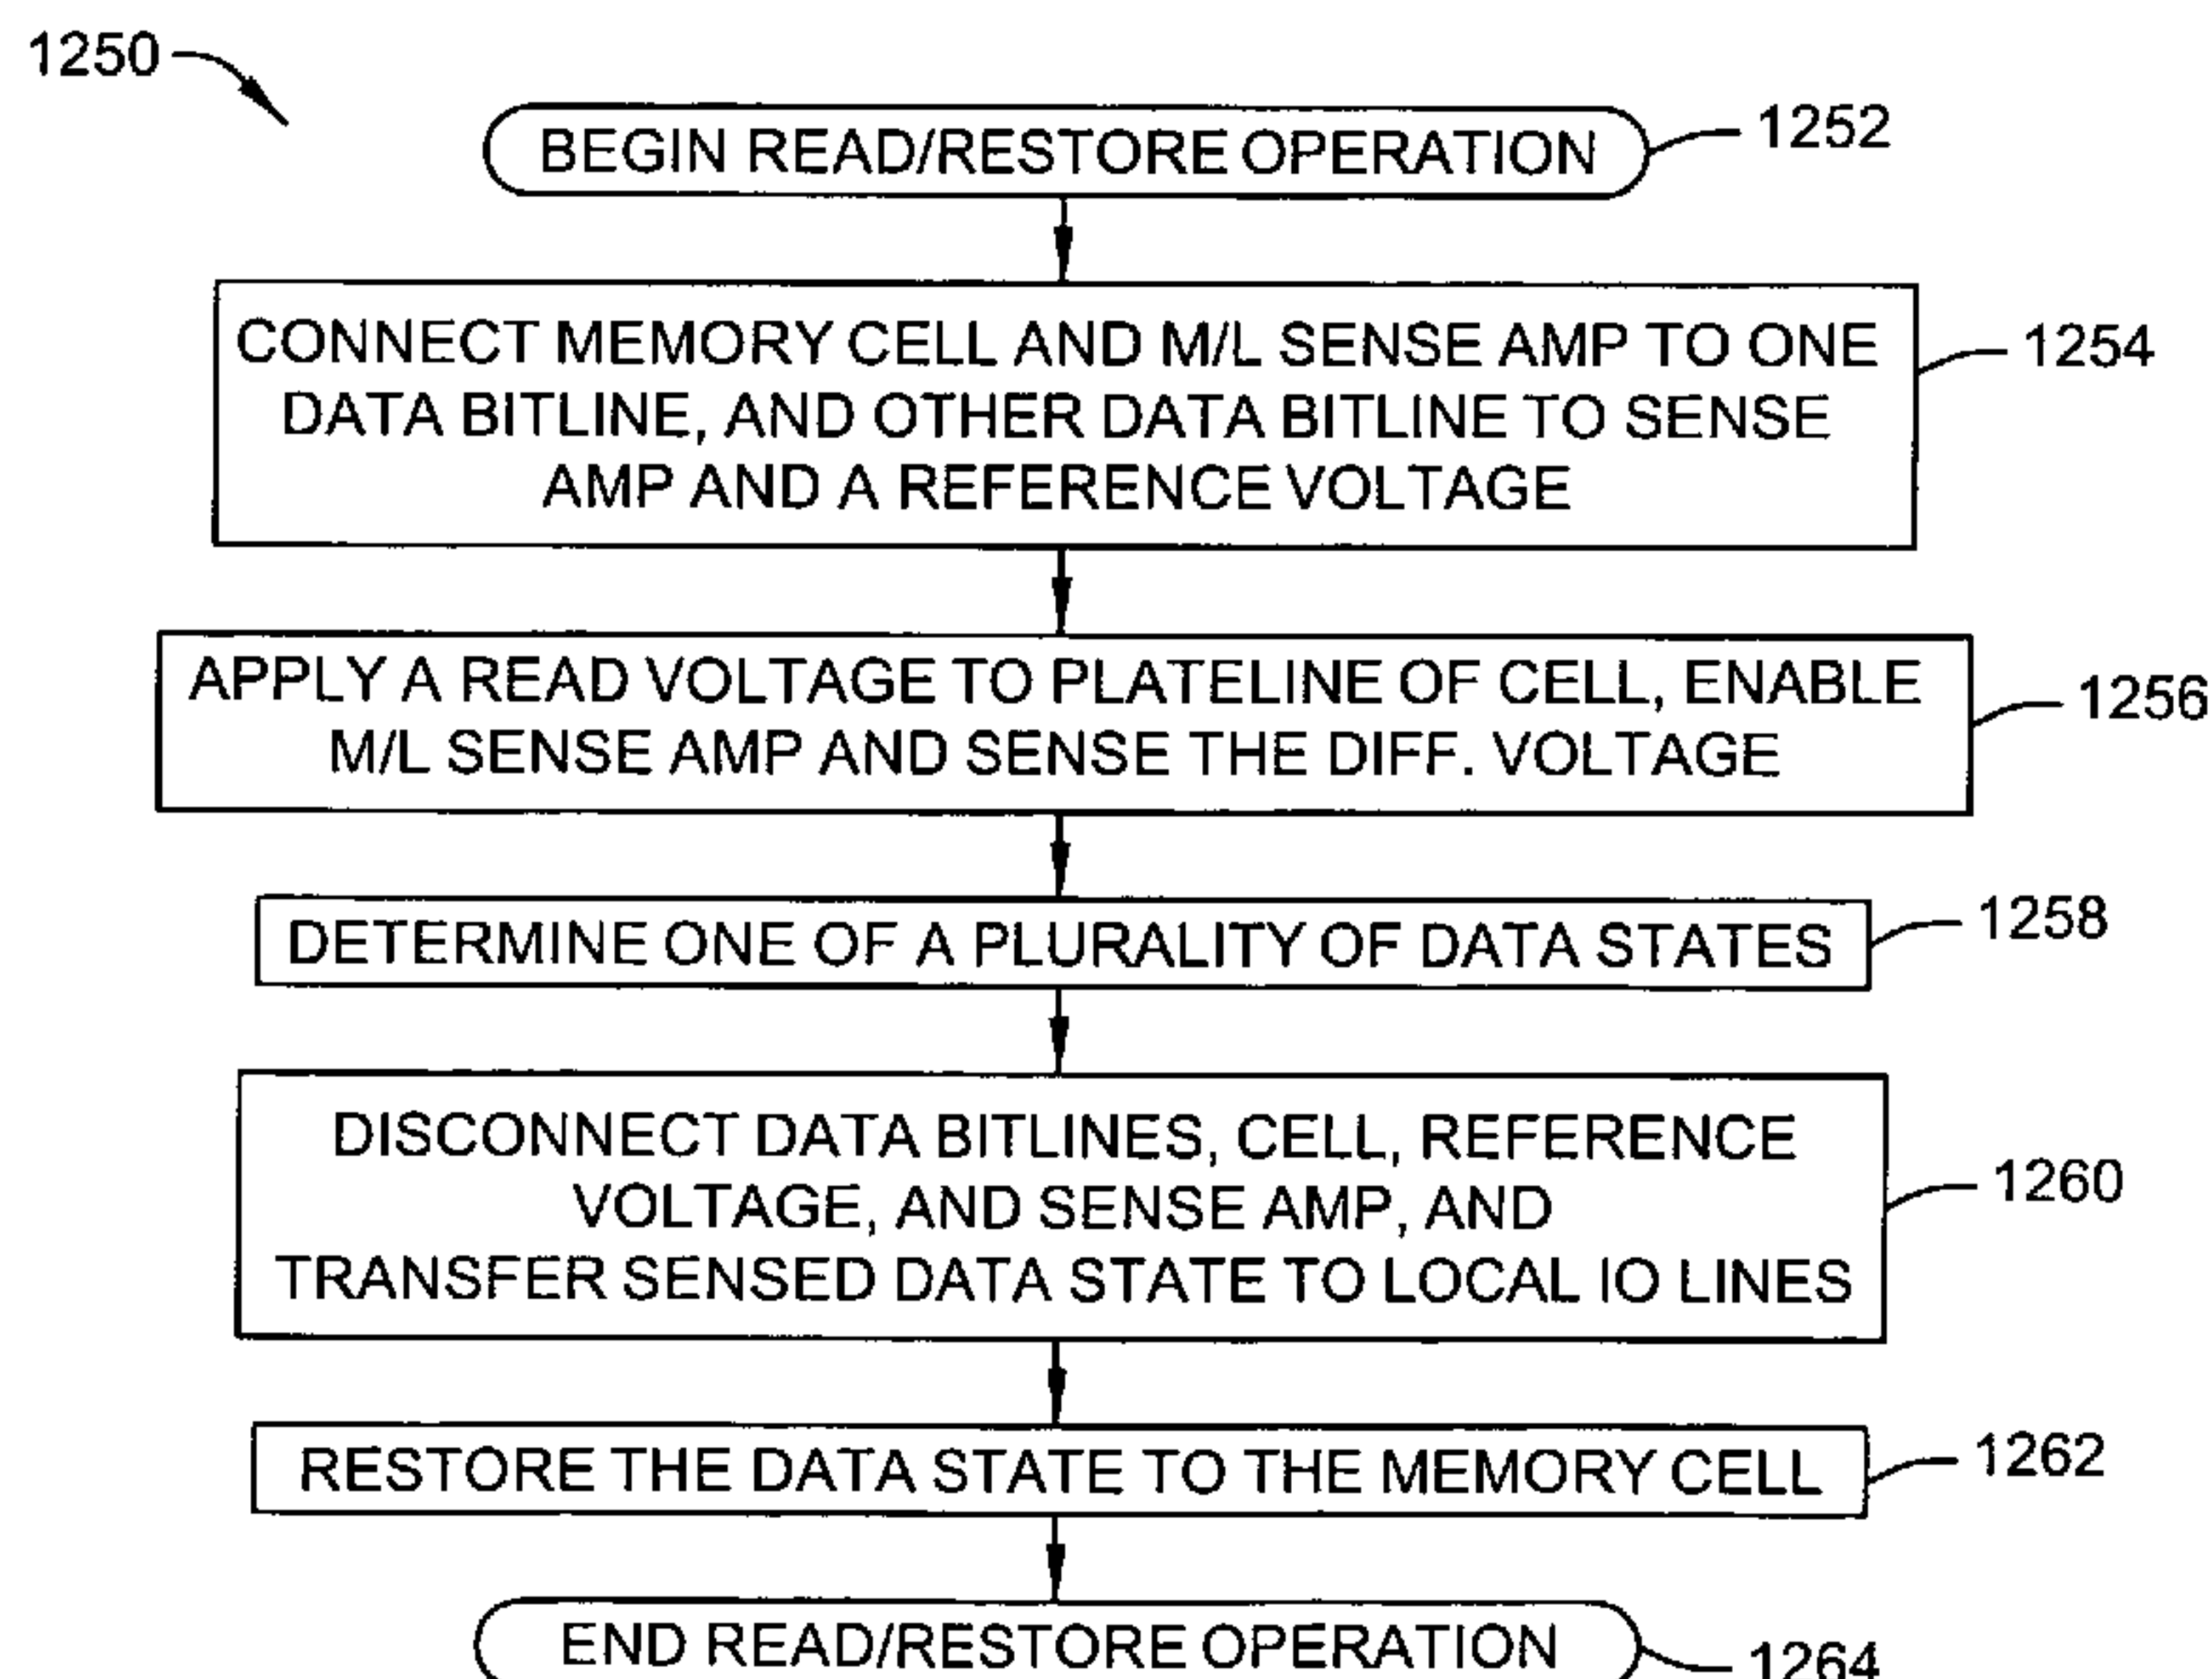 1250
BEGIN READ/RESTORE OPERATION
1252
CONNECT MEMORY CELL AND M/L SENSE AMP TO ONE
DATA BITLINE, AND OTHER DATA BITLINE TO SENSE
AMP AND A REFERENCE VOLTAGE
1254
APPLY A READ VOLTAGE TO PLATELINE OF CELL, ENABLE
M/L SENSE AMP AND SENSE THE DIFF. VOLTAGE
1256
DETERMINE ONE OF A PLURALITY OF DATA STATES
1258
DISCONNECT DATA BITLINES, CELL, REFERENCE
VOLTAGE, AND SENSE AMP, AND
TRANSFER SENSED DATA STATE TO LOCAL IO LINES
1260
RESTORE THE DATA STATE TO THE MEMORY CELL
1262
END READ/RESTORE OPERATION
1264